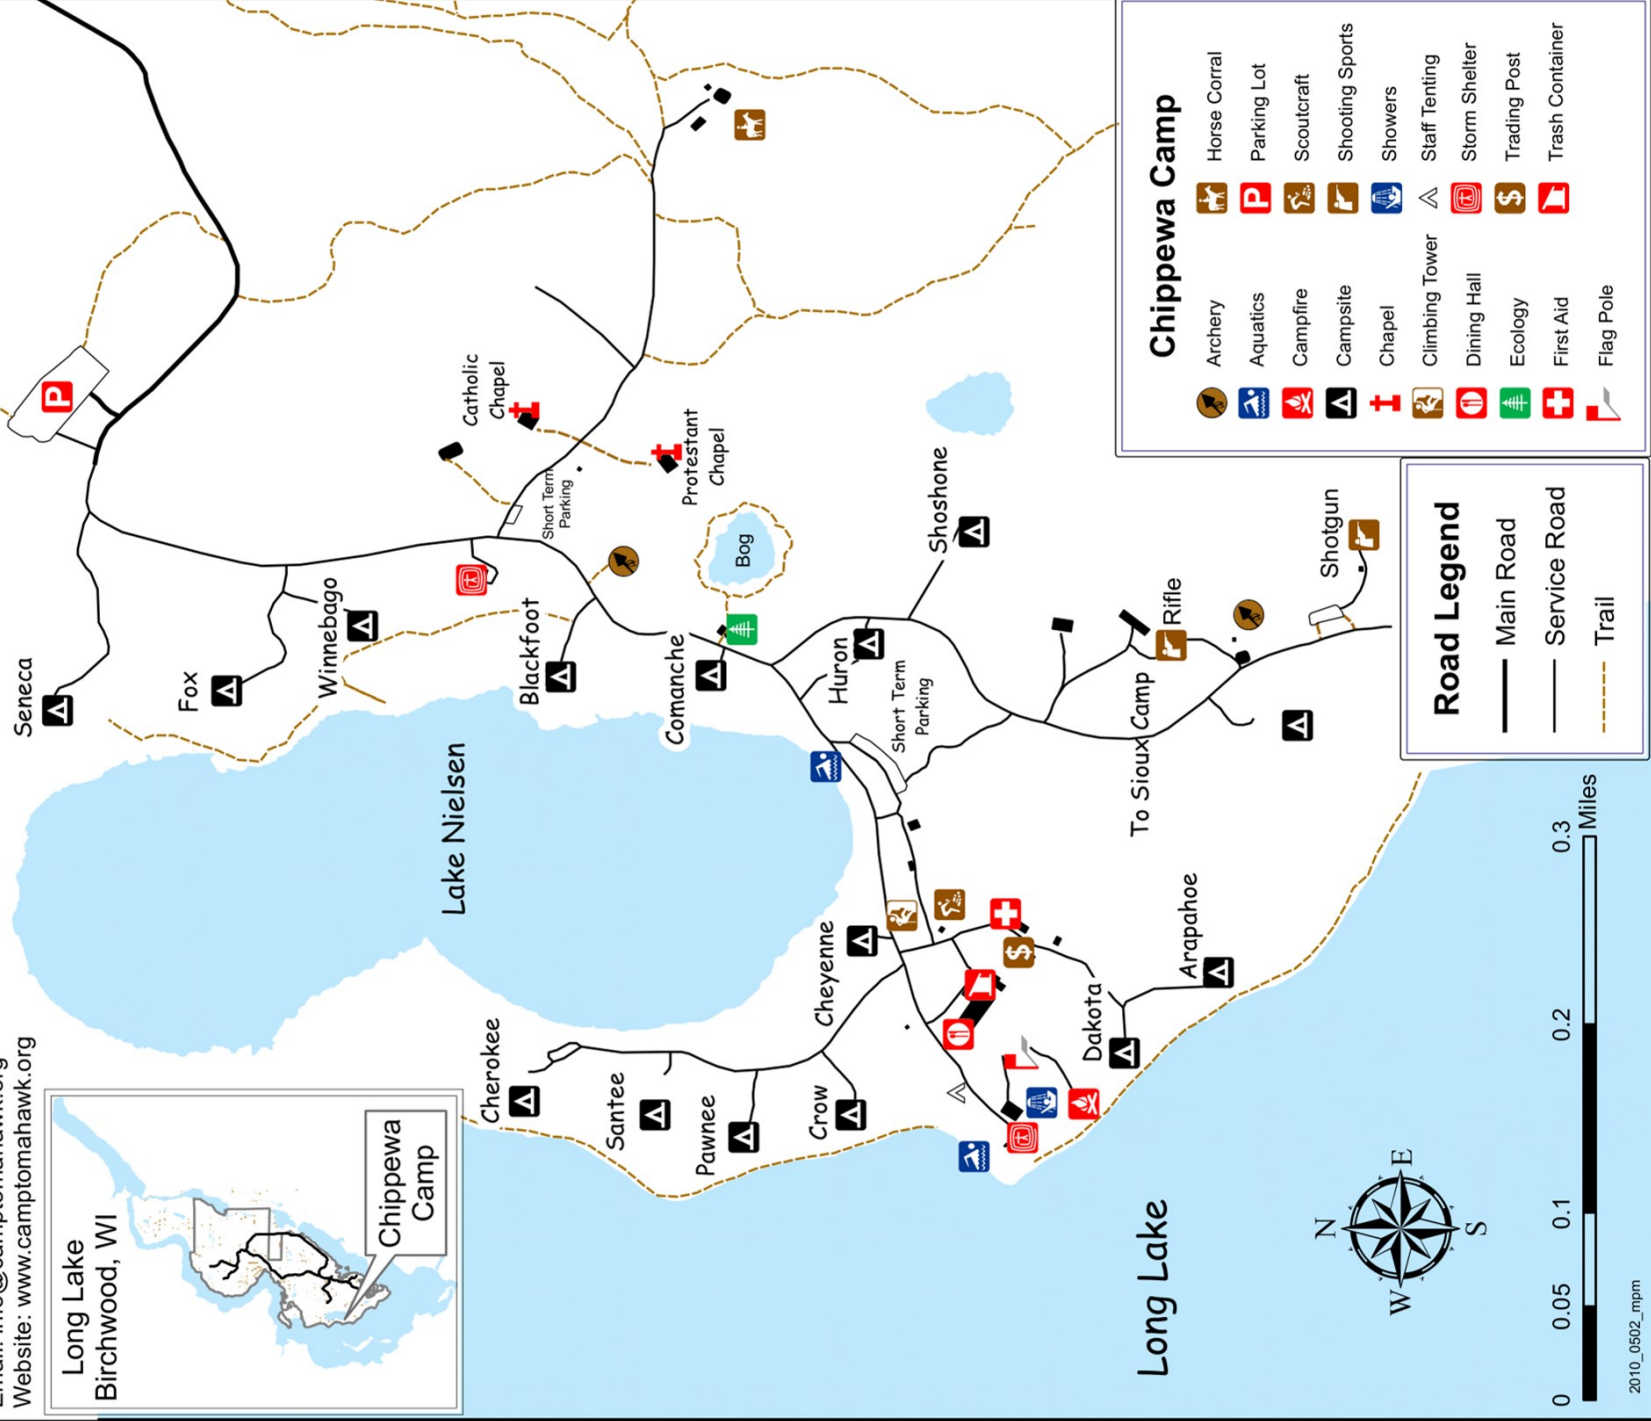 Website: www.camptomahawk.org
Long Lake
Birchwood, WI
Chippewa
Camp
Seneca
Fox
Winnebago
Blackfoot
Comanche
Huron
Shoshone
Catholic
Chapel
Protestant
Chapel
Short Term
Parking
Bog
Short Term
Parking
Lake Nielsen
Rifle
Shotgun
To Sioux Camp
Cheyenne
Cherokee
Santee
Pawnee
Crow
Dakota
Arapahoe
Long Lake
P
$
N
E
S
W
0
0.05
0.1
0.2
0.3
Miles
2010_0502_mpm
Chippewa Camp
Archery
Aquatics
Campfire
Campsite
Chapel
Climbing Tower
Dining Hall
Ecology
First Aid
Flag Pole
Horse Corral
P Parking Lot
Scoutcraft
Shooting Sports
Showers
Staff Tenting
Storm Shelter
$ Trading Post
Trash Container
Road Legend
Main Road
Service Road
Trail